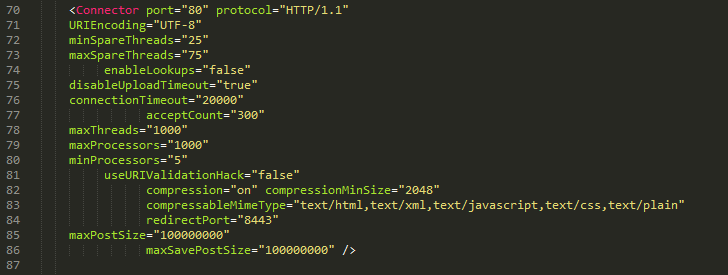 70 <Connector port="80" protocol="HTTP/1.1"
71 URIEncoding="UTF-8"
72 minSpareThreads="25"
73 maxSpareThreads="75"
74 enableLookups="false"
75 disableUploadTimeout="true"
76 connectionTimeout="20000"
77 acceptCount="300"
78 maxThreads="1000"
79 maxProcessors="1000"
80 minProcessors="5"
81 useURIValidationHack="false"
82 compression="on" compressionMinSize="2048"
83 compressableMimeType="text/html,text/xml,text/javascript,text/css,text/plain"
84 redirectPort="8443"
85 maxPostSize="100000000"
86 maxSavePostSize="100000000" />
87